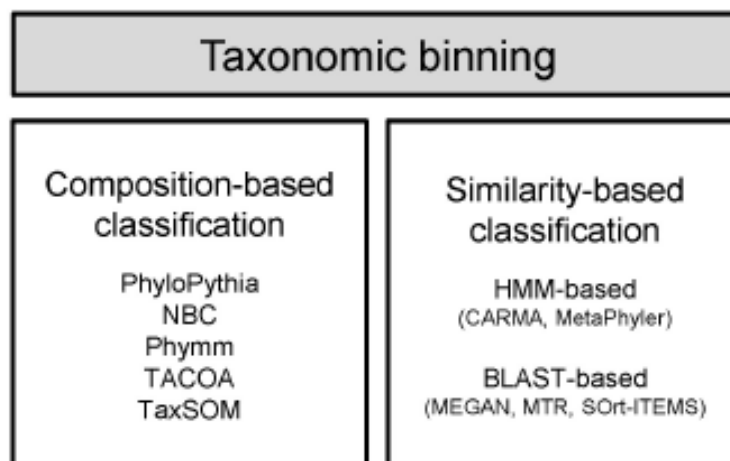 Taxonomic binning
Composition-based
classification
PhyloPythia
NBC
Phymm
TACOA
TaxSOM
Similarity-based
classification
HMM-based
(CARMA, MetaPhyler)
BLAST-based
(MEGAN, MTR, SOrt-ITEMS)